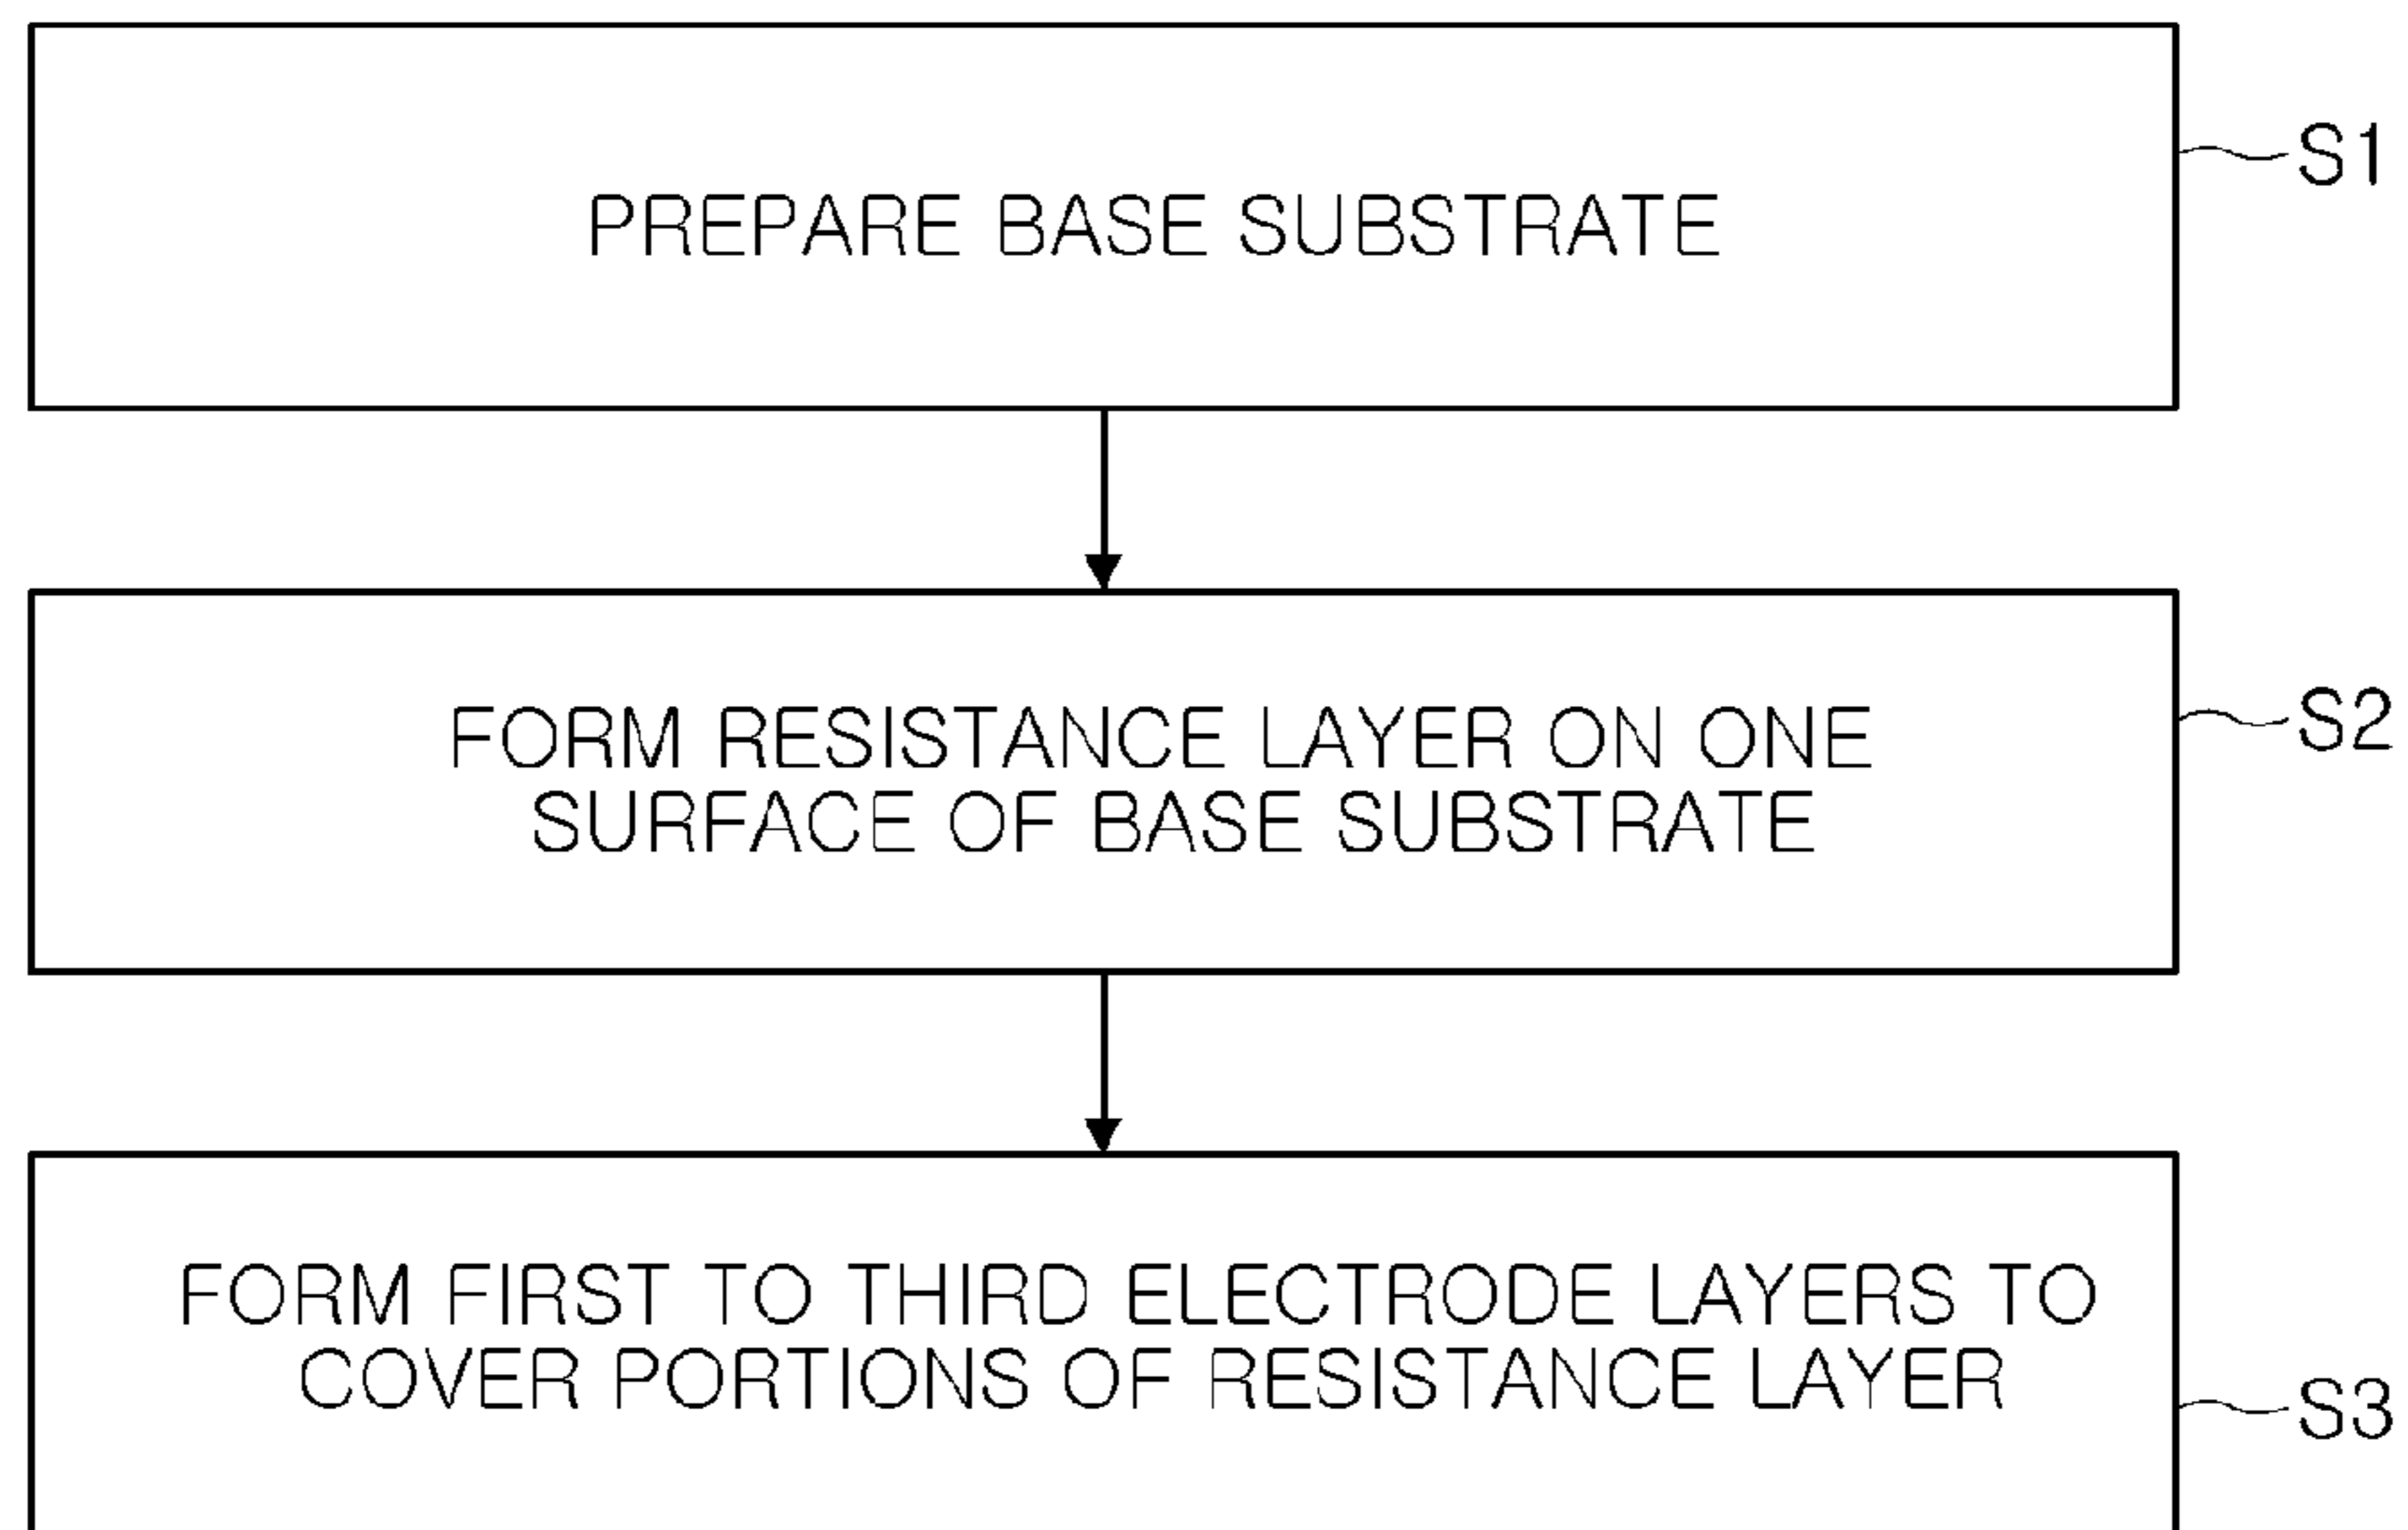 PREPARE BASE SUBSTRATE
S1
FORM RESISTANCE LAYER ON ONE
SURFACE OF BASE SUBSTRATE
S2
FORM FIRST TO THIRD ELECTRODE LAYERS TO
COVER PORTIONS OF RESISTANCE LAYER
S3